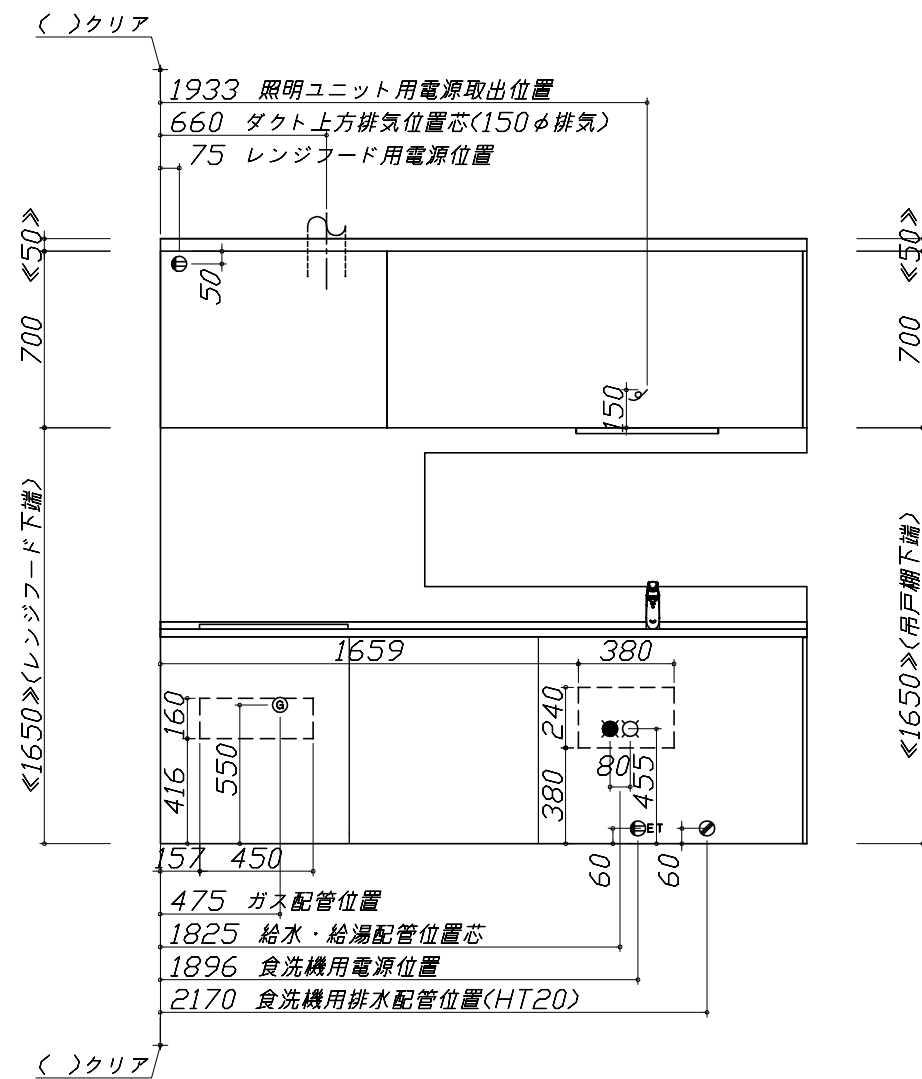 ( )クリア
1933 照明ユニット用電源取出位置
660 ダクト上方排気位置芯(150φ排気)
75 レンジフード用電源位置
≪50≫
≪50≫
50
700
700
150
≪1650≫(レンジフード下端)
≪1650≫(吊戸棚下端)
1659
380
160
240
G
550
80
455
416
380
ET
60
60
157
450
475 ガス配管位置
1825 給水・給湯配管位置芯
1896 食洗機用電源位置
2170 食洗機用排水配管位置(HT20)
( )クリア